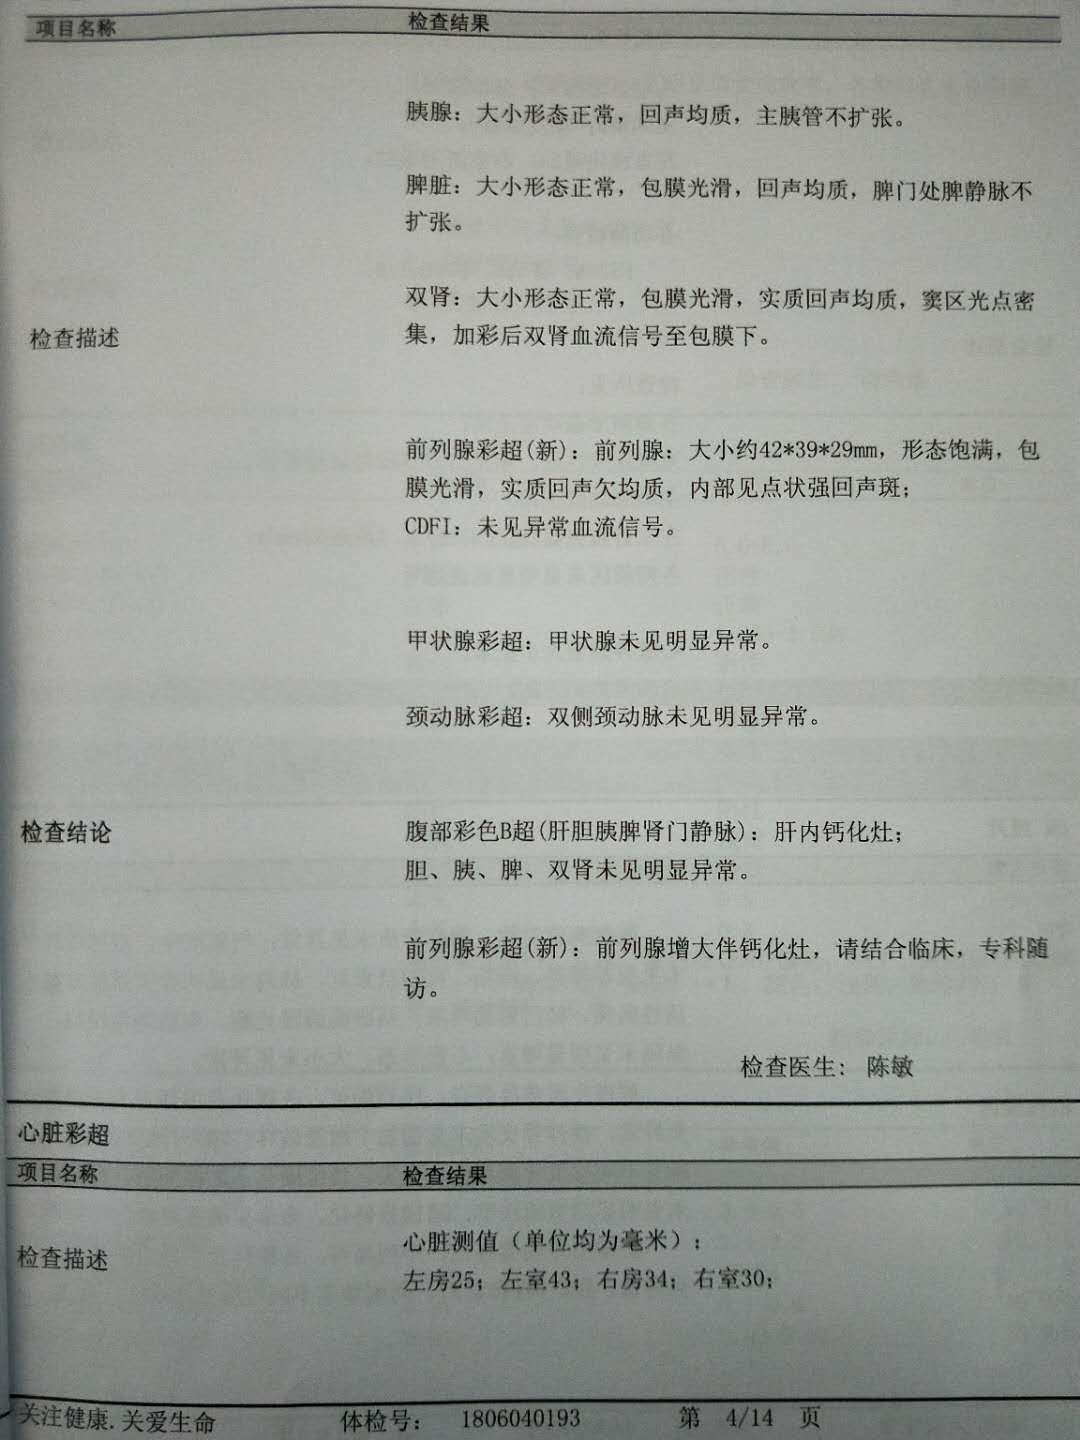 项目名称 检查结果
胰腺：大小形态正常，回声均质，主胰管不扩张。
脾脏：大小形态正常，包膜光滑，回声均质，脾门处脾静脉不
扩张。
双肾：大小形态正常，包膜光滑，实质回声均质，窦区光点密
检查描述 集，加彩后双肾血流信号至包膜下。
前列腺彩超(新)：前列腺：大小约42*39*29mm，形态饱满，包
膜光滑，实质回声欠均质，内部见点状强回声斑；
CDFI：未见异常血流信号。
甲状腺彩超：甲状腺未见明显异常。
颈动脉彩超：双侧颈动脉未见明显异常。
检查结论 腹部彩色B超(肝胆胰脾肾门静脉)：肝内钙化灶；
胆、胰、脾、双肾未见明显异常。
前列腺彩超(新)：前列腺增大伴钙化灶，请结合临床，专科随
访。
检查医生： 陈敏
心脏彩超
项目名称 检查结果
检查描述 心脏测值（单位均为毫米）：
左房25；左室43；右房34；右室30；
关注健康.关爱生命 体检号： 1806040193 第 4/14 页